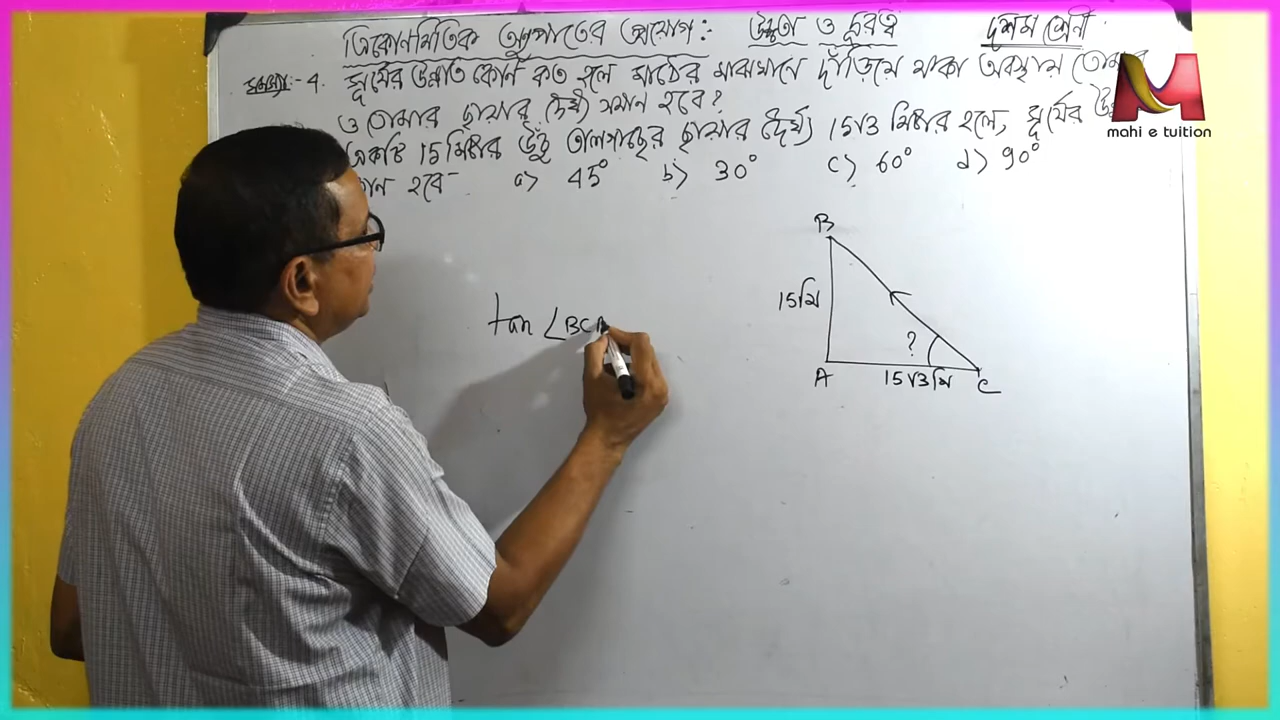 ত্রিকোণমিতিক অনুপাতের প্রয়োগ:- উচ্চতা ও দূরত্ব দশম শ্রেণী
সমস্যা:- 4. সূর্যের উন্নতি কোণ কত হলে মাঠের মাঝখানে দাঁড়িয়ে থাকা অবস্থায় তোমার
ও তোমার ছায়ার দৈর্ঘ্য সমান হবে?
একটি 15 মিটার উঁচু তালগাছের ছায়ার দৈর্ঘ্য 15√3 মিটার হলে, সূর্যের
হবে- a) 45° b) 30° c) 60° d) 90°
M
mahi e tuition
B
15মি
A
15√3মি
C
?
tan ∠BCA